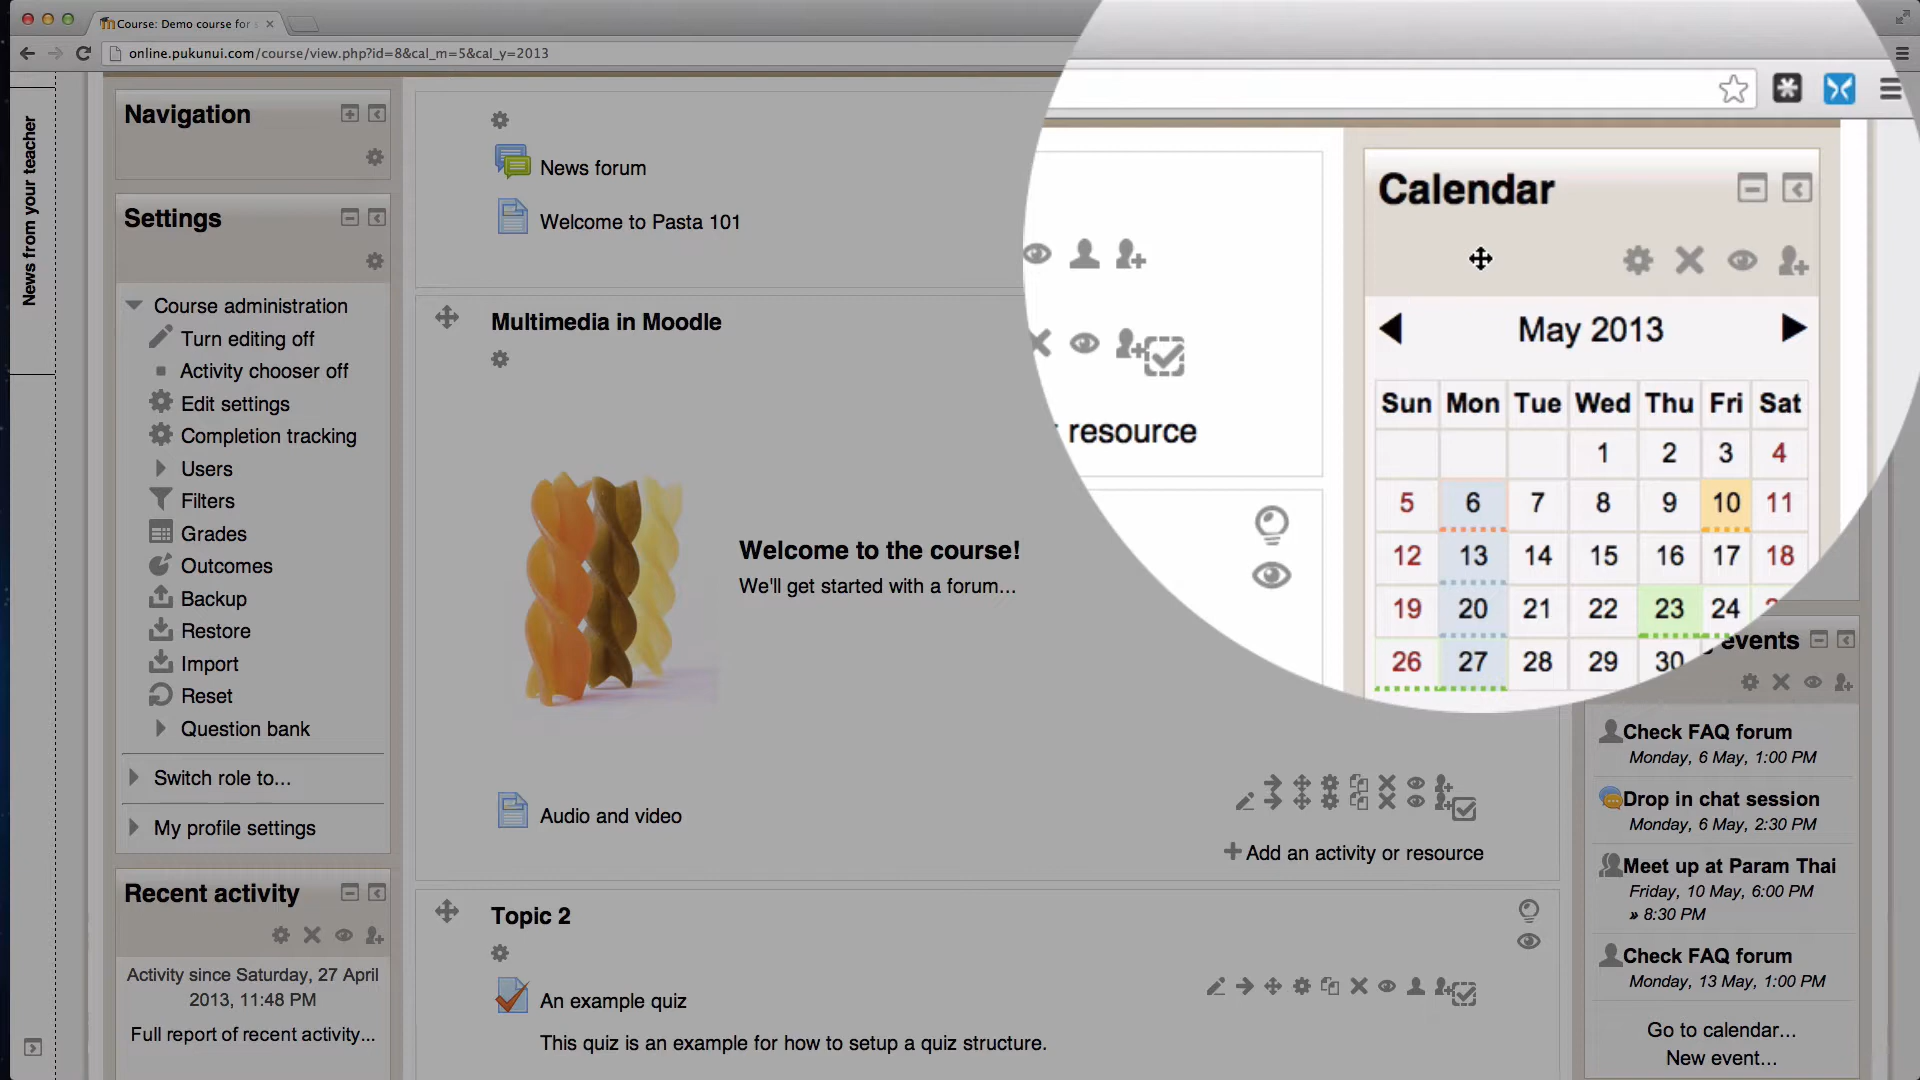 Course: Demo course for
online.pukunui.com/course/view.php?id=8&cal_m=5&cal_y=2013
News from your teacher
Navigation
Settings
Course administration
Turn editing off
Activity chooser off
Edit settings
Completion tracking
Users
Filters
Grades
Outcomes
Backup
Restore
Import
Reset
Question bank
Switch role to...
My profile settings
Recent activity
Activity since Saturday, 27 April
2013, 11:48 PM
Full report of recent activity...
News forum
Welcome to Pasta 101
Multimedia in Moodle
Welcome to the course!
We'll get started with a forum...
Audio and video
Add an activity or resource
Topic 2
An example quiz
This quiz is an example for how to setup a quiz structure.
resource
Calendar
May 2013
Sun Mon Tue Wed Thu Fri Sat
1 2 3 4
5 6 7 8 9 10 11
12 13 14 15 16 17 18
19 20 21 22 23 24
26 27 28 29 30
events
Check FAQ forum
Monday, 6 May, 1:00 PM
Drop in chat session
Monday, 6 May, 2:30 PM
Meet up at Param Thai
Friday, 10 May, 6:00 PM
» 8:30 PM
Check FAQ forum
Monday, 13 May, 1:00 PM
Go to calendar...
New event...